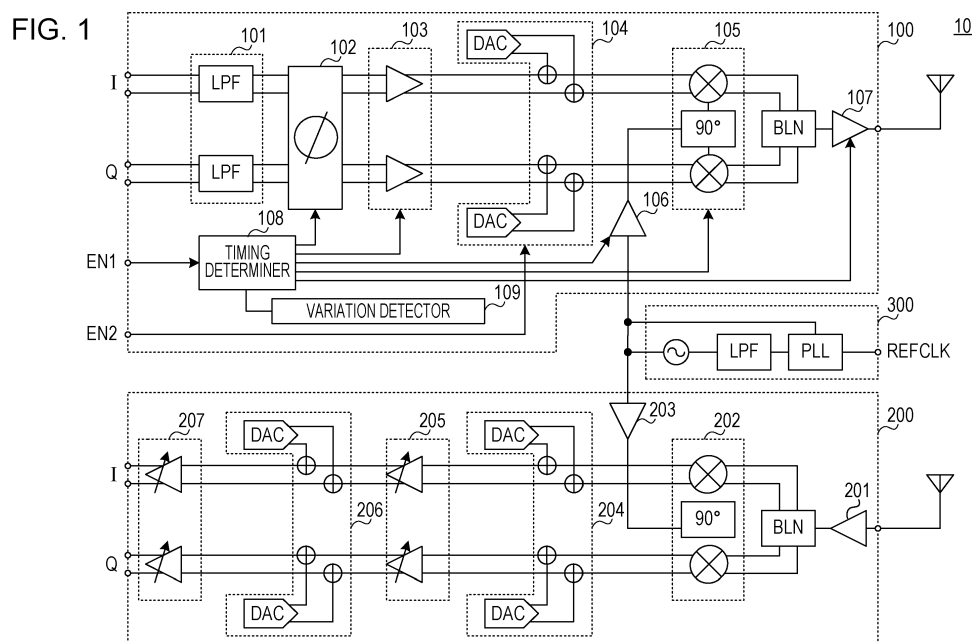 FIG. 1
10
100
101
102
103
104
105
DAC
I
LPF
90°
BLN
107
Q
LPF
DAC
106
108
EN1
TIMING
DETERMINER
VARIATION DETECTOR
109
EN2
300
LPF
PLL
REFCLK
203
200
207
DAC
205
DAC
202
I
206
204
90°
BLN
201
Q
DAC
DAC